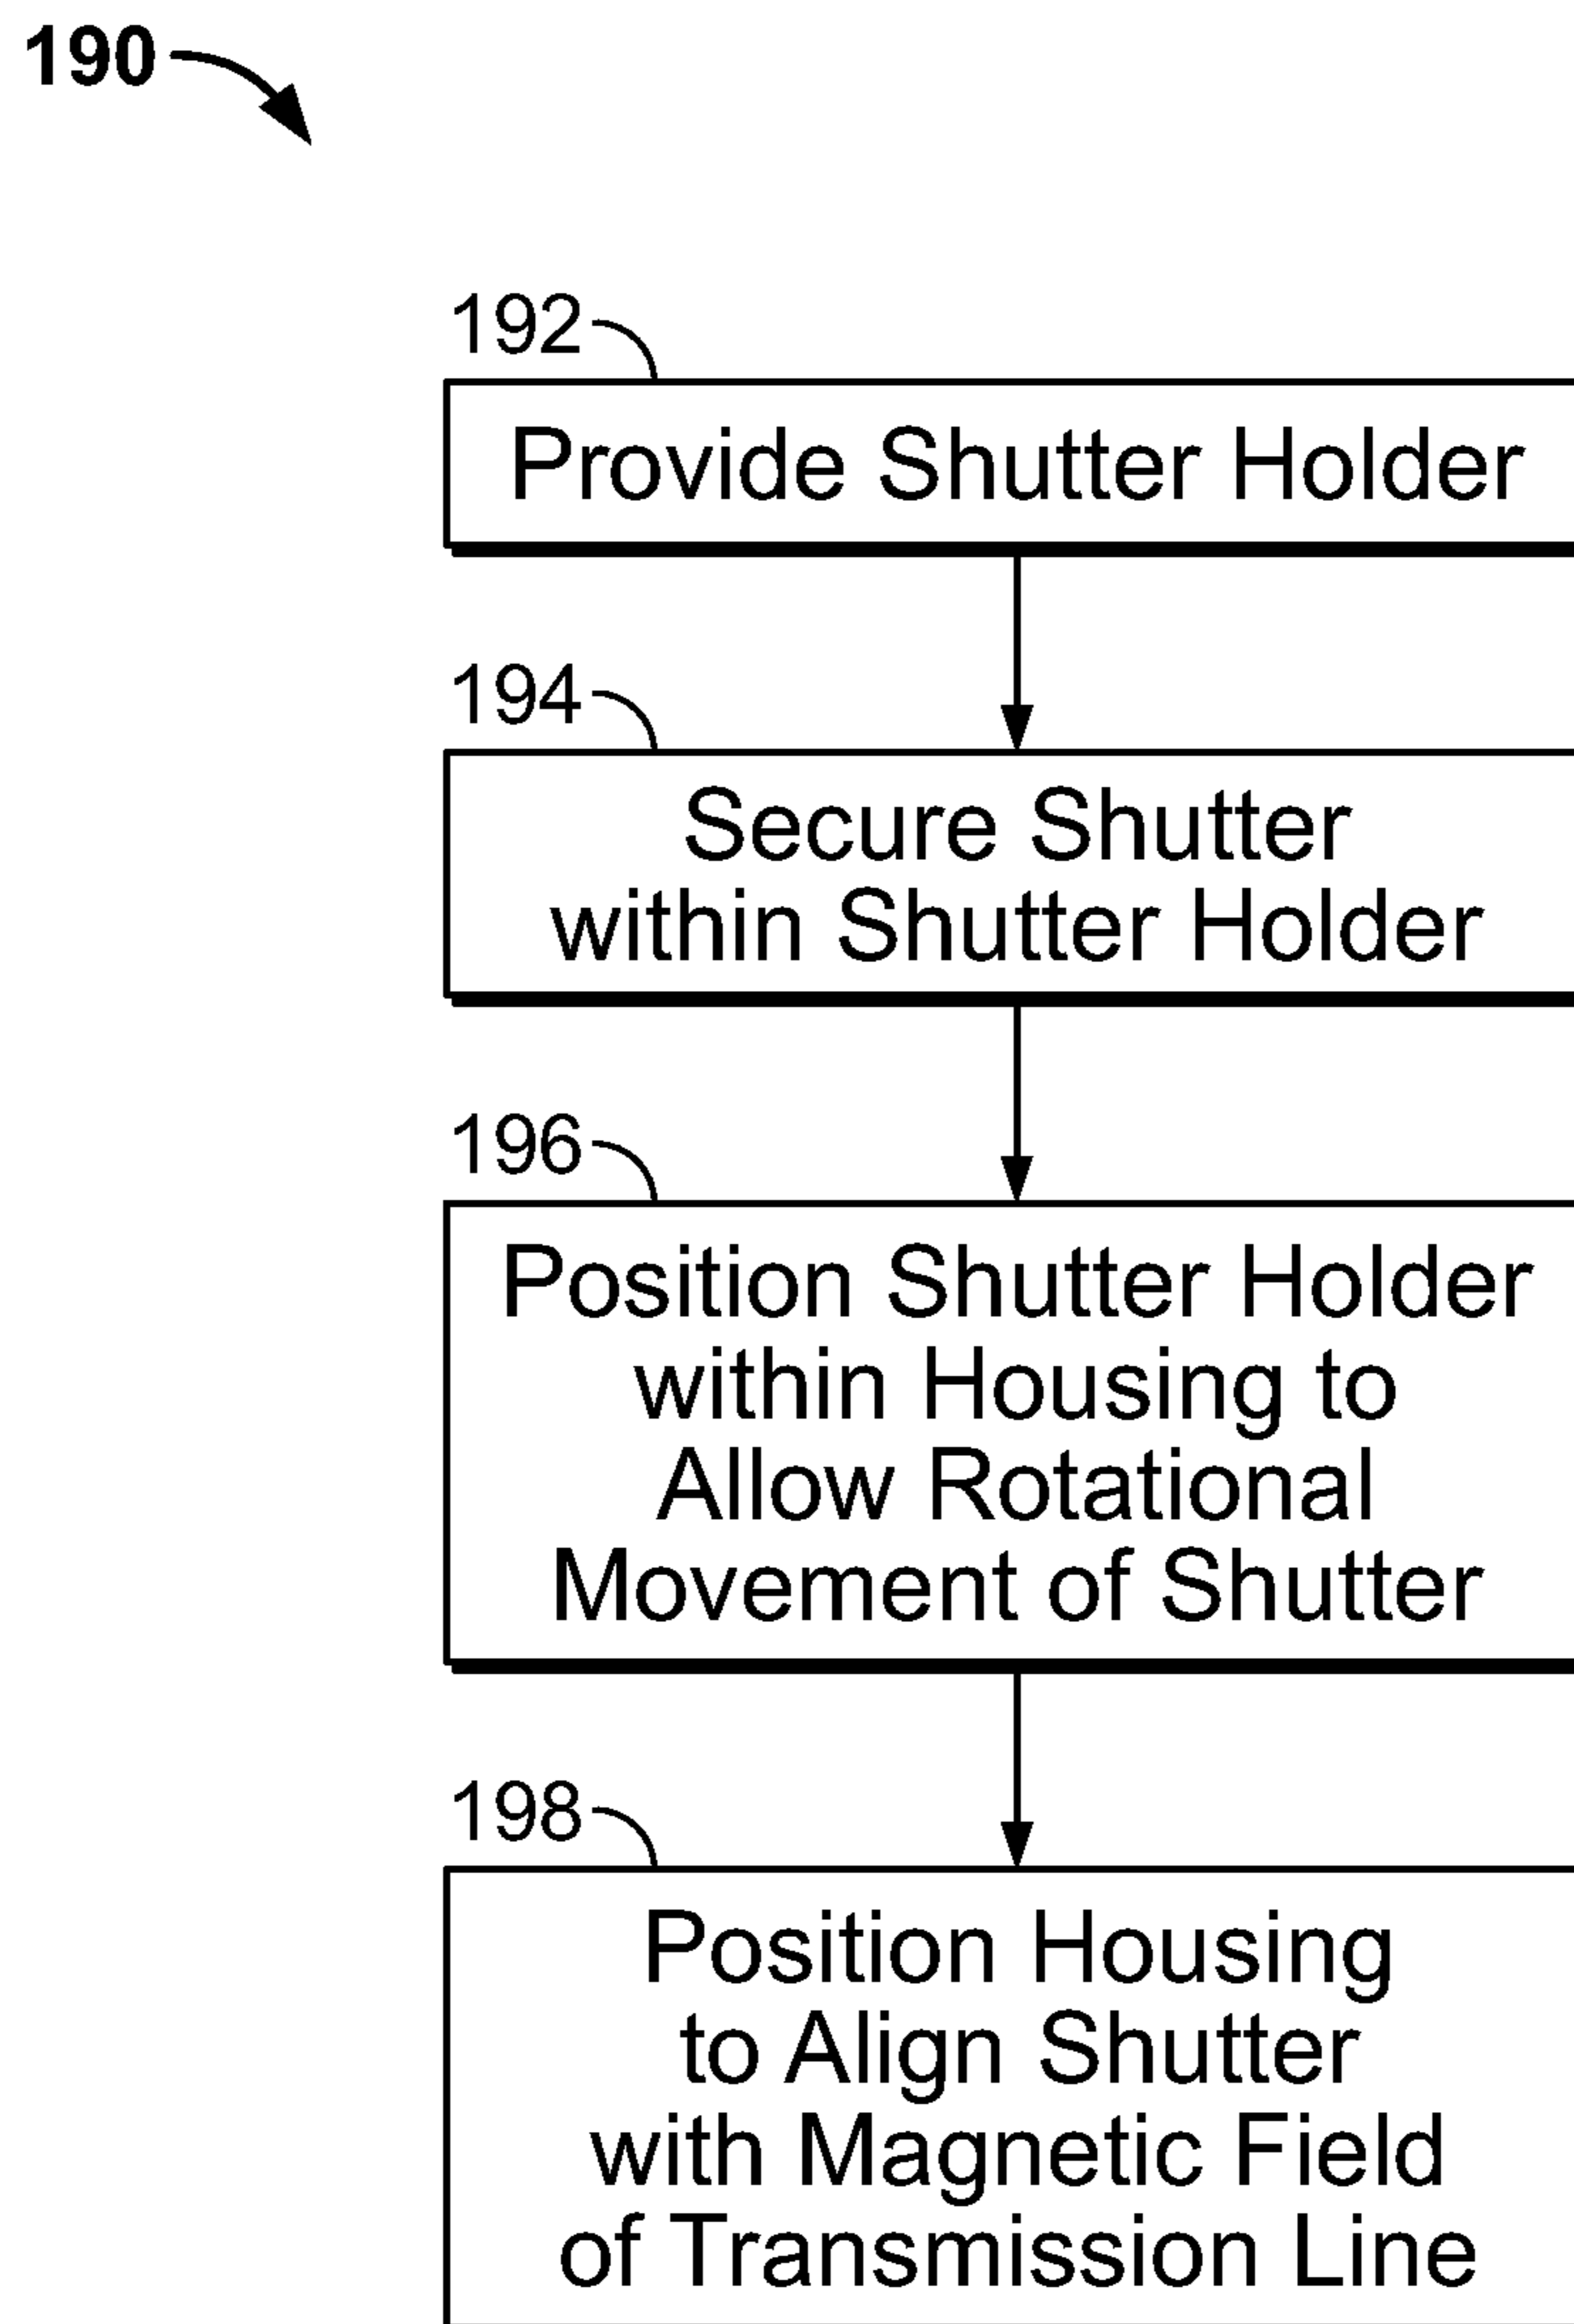 190
192
Provide Shutter Holder
194
Secure Shutter
within Shutter Holder
196
Position Shutter Holder
within Housing to
Allow Rotational
Movement of Shutter
198
Position Housing
to Align Shutter
with Magnetic Field
of Transmission Line